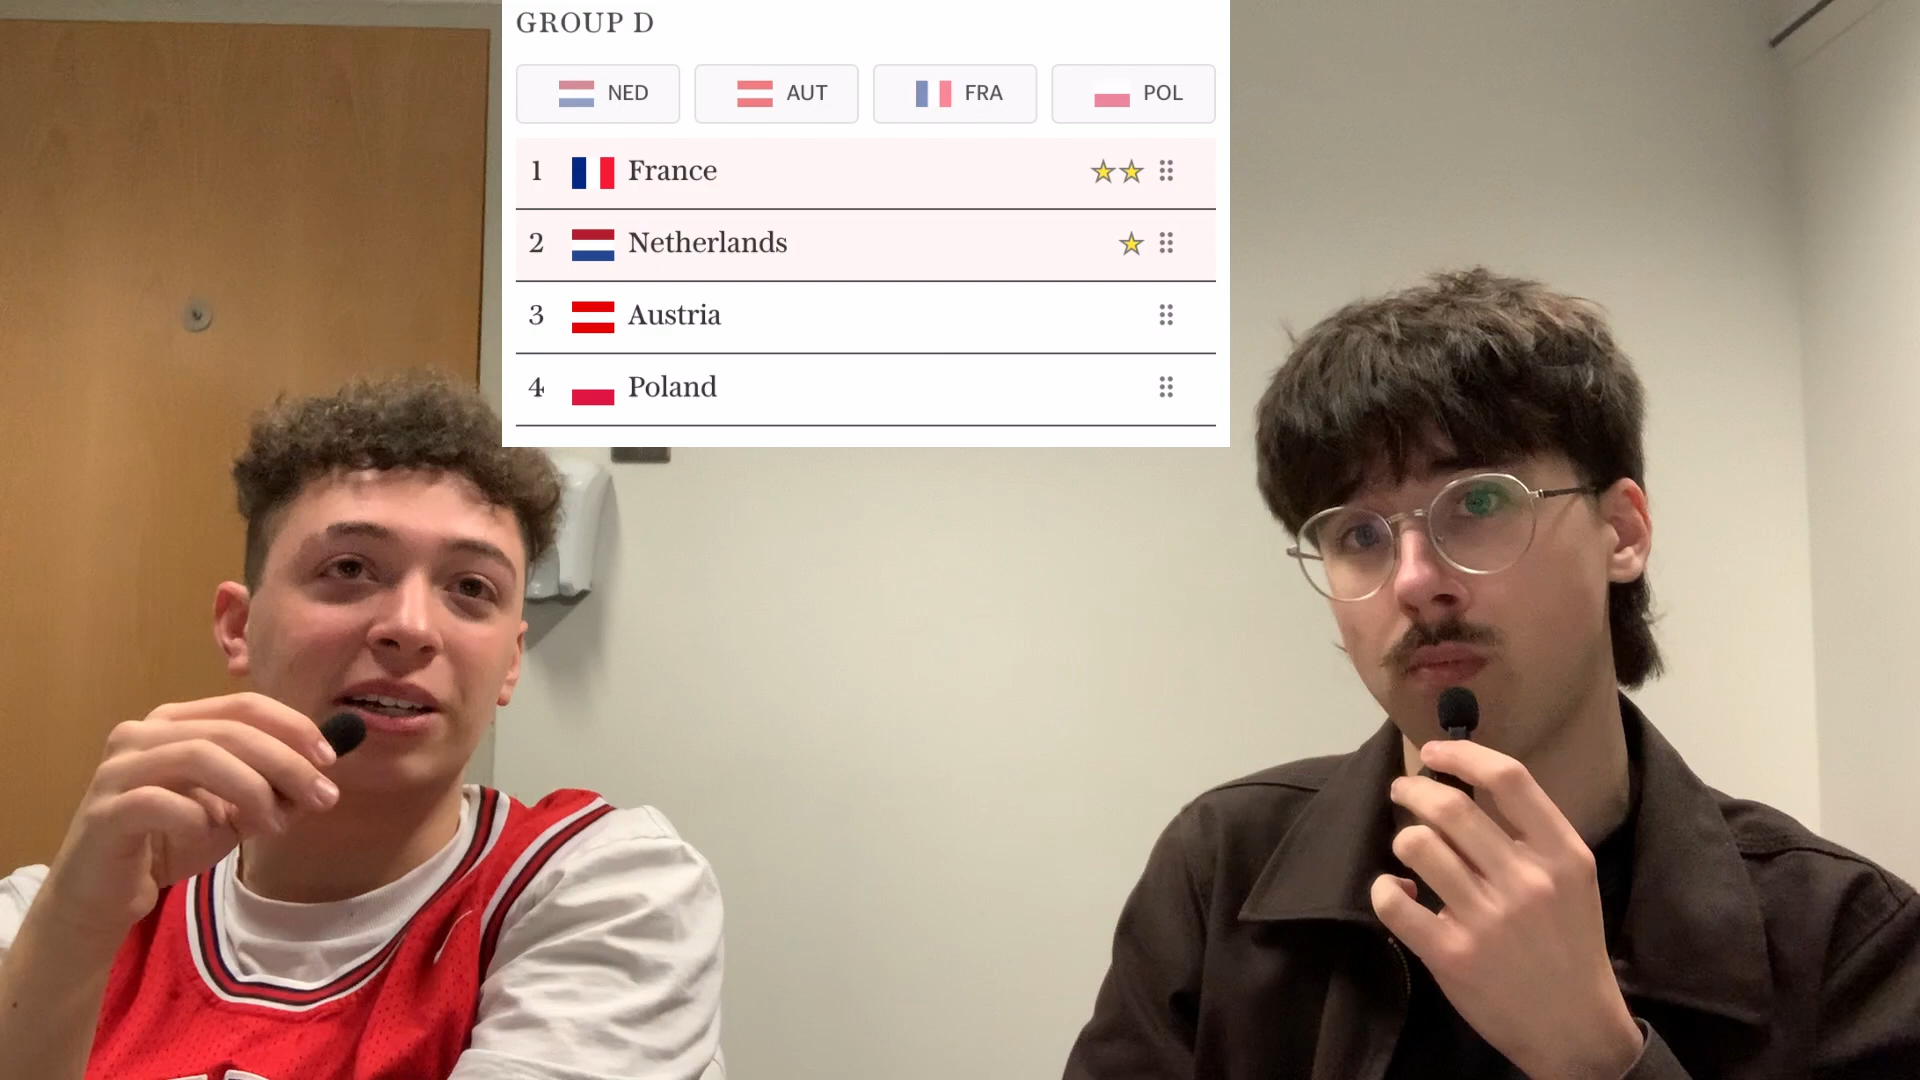 GROUP D
NED AUT FRA POL
1 France
2 Netherlands
3 Austria
4 Poland